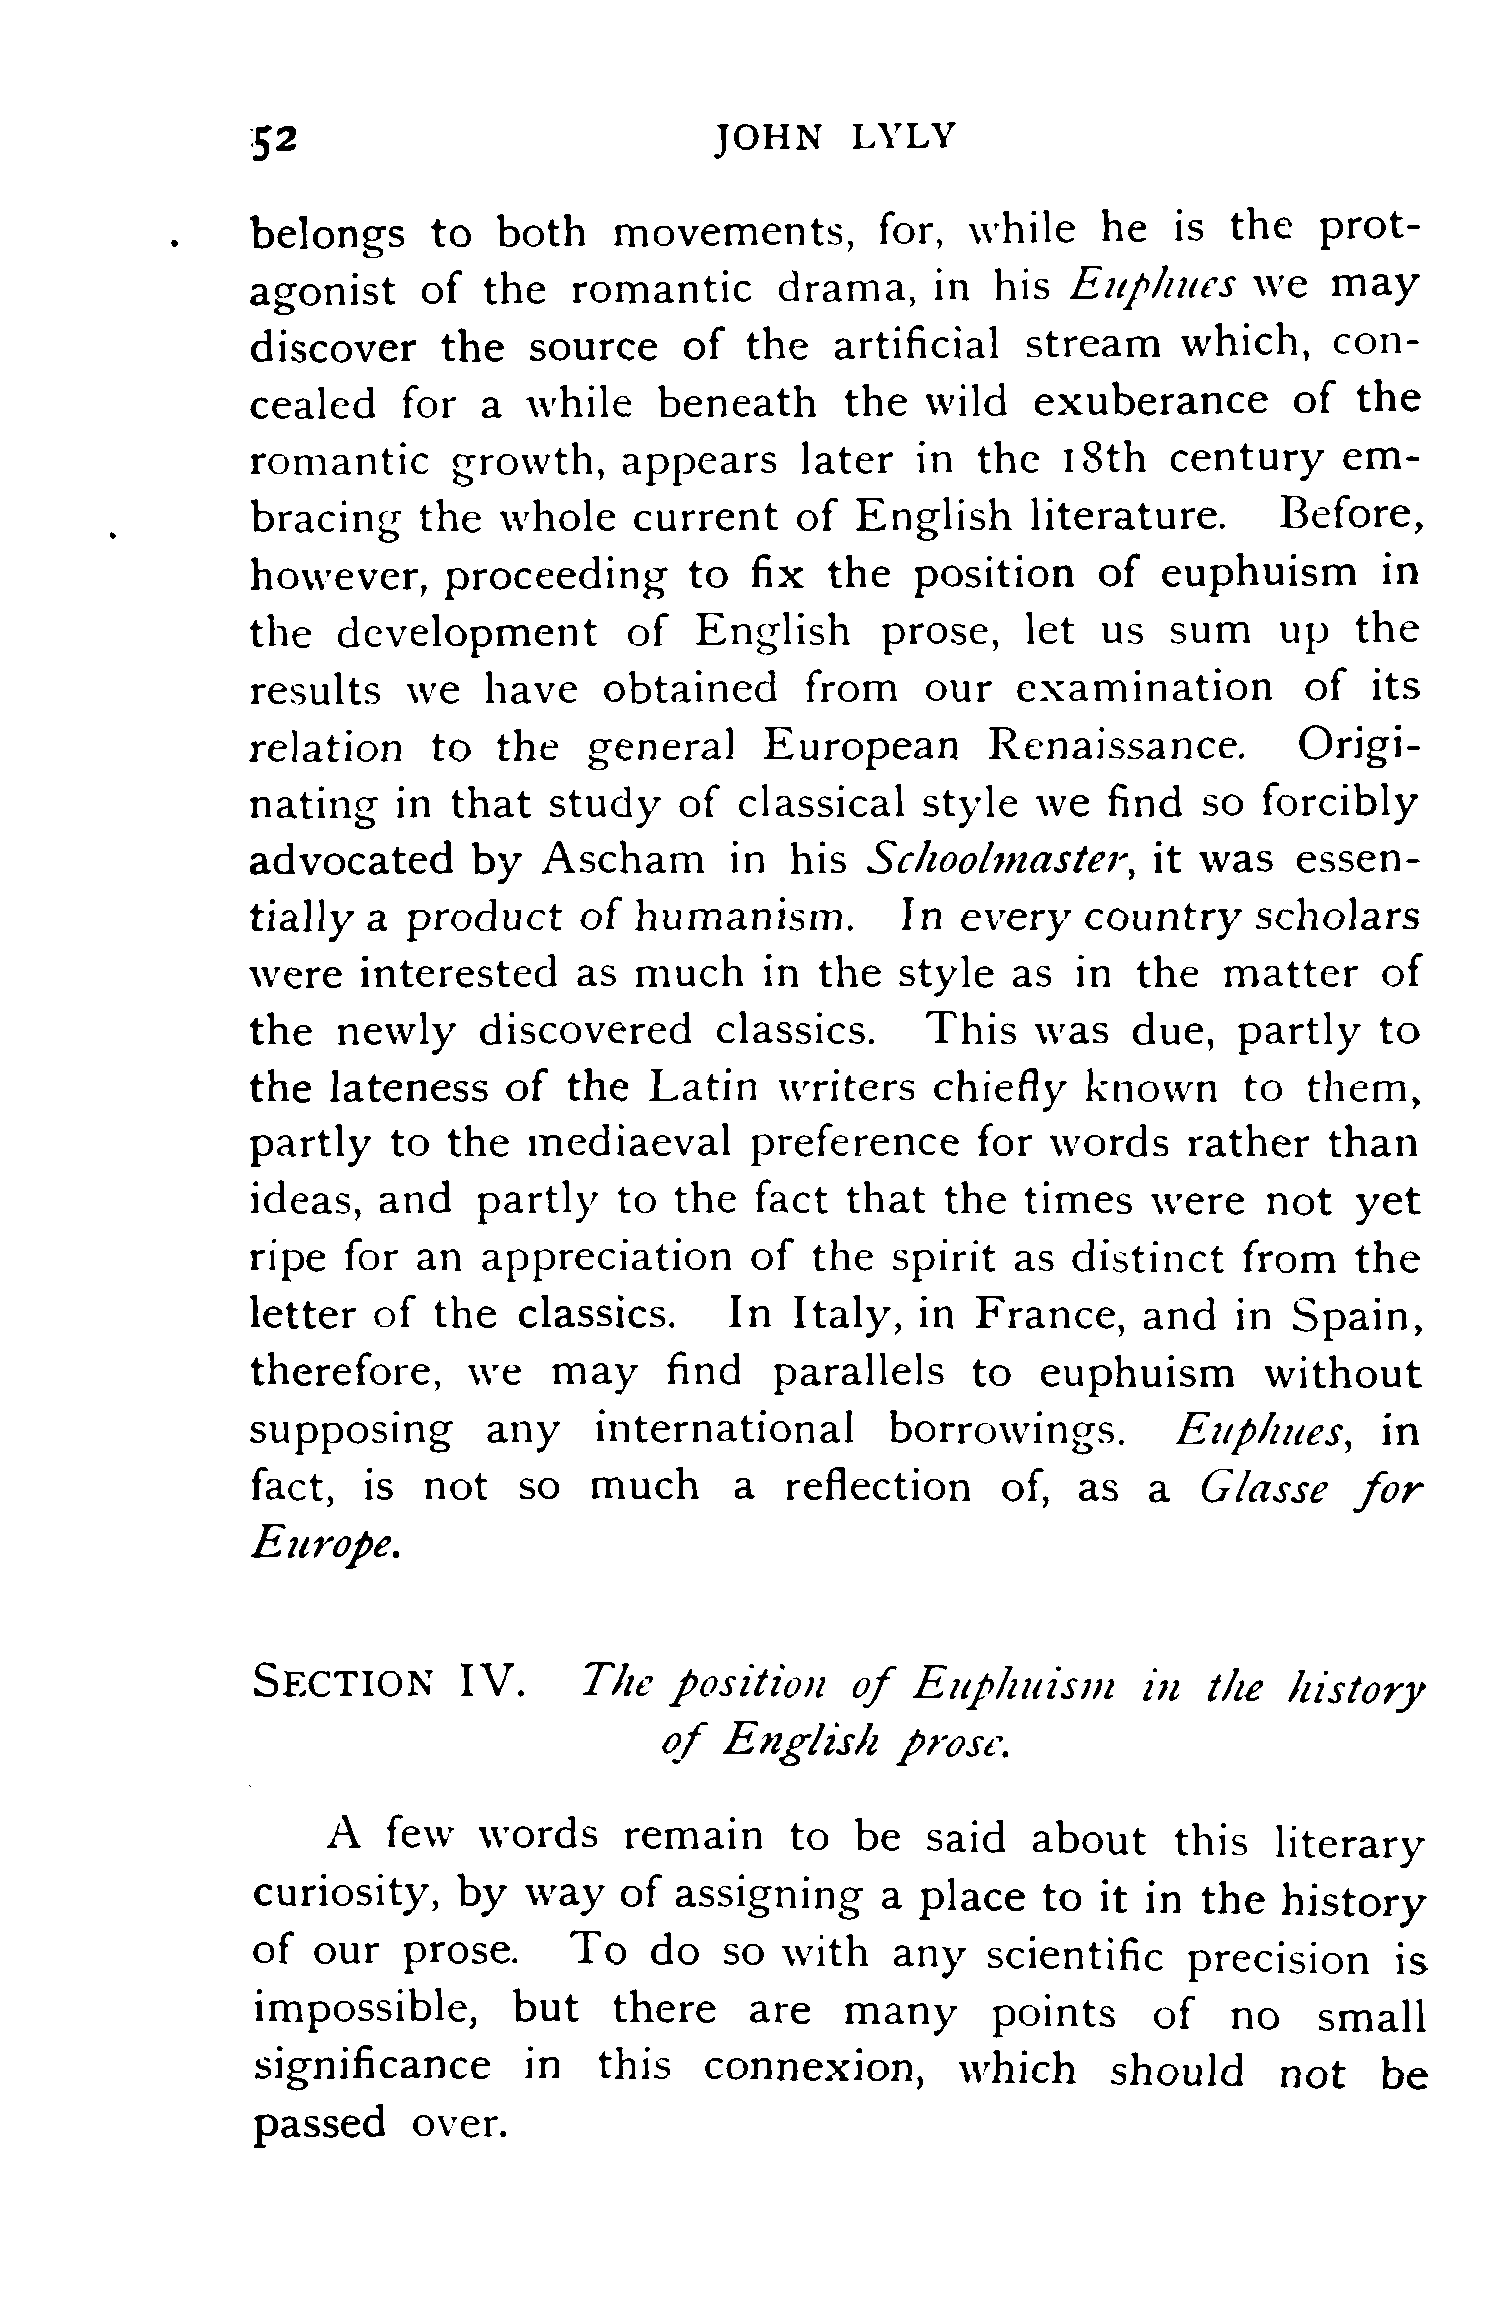 52 JOHN LYLY
belongs to both movements, for, while he is the prot-
agonist of the romantic drama, in his Euphues we may
discover the source of the artificial stream which, con-
cealed for a while beneath the wild exuberance of the
romantic growth, appears later in the 18th century em-
bracing the whole current of English literature. Before,
however, proceeding to fix the position of euphuism in
the development of English prose, let us sum up the
results we have obtained from our examination of its
relation to the general European Renaissance. Origi-
nating in that study of classical style we find so forcibly
advocated by Ascham in his Schoolmaster, it was essen-
tially a product of humanism. In every country scholars
were interested as much in the style as in the matter of
the newly discovered classics. This was due, partly to
the lateness of the Latin writers chiefly known to them,
partly to the mediaeval preference for words rather than
ideas, and partly to the fact that the times were not yet
ripe for an appreciation of the spirit as distinct from the
letter of the classics. In Italy, in France, and in Spain,
therefore, we may find parallels to euphuism without
supposing any international borrowings. Euphues, in
fact, is not so much a reflection of, as a Glasse for
Europe.
SECTION IV. The position of Euphuism in the history
of English prose.
A few words remain to be said about this literary
curiosity, by way of assigning a place to it in the history
of our prose. To do so with any scientific precision is
impossible, but there are many points of no small
significance in this connexion, which should not be
passed over.